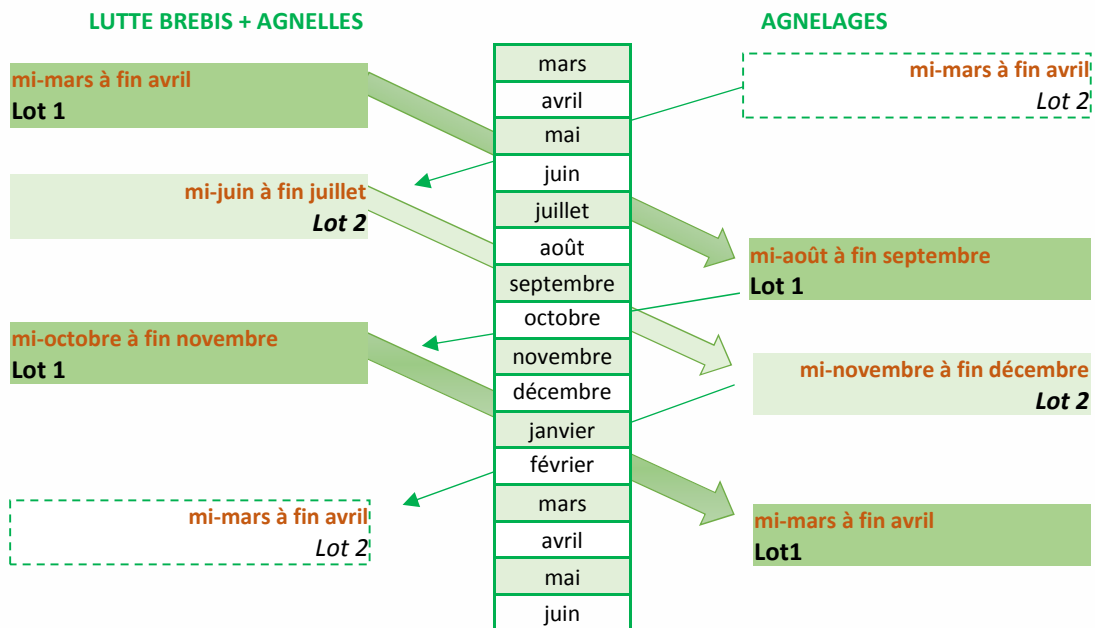 LUTTE BREBIS + AGNELLES
AGNELAGES
mi-mars à fin avril
Lot 1
mi-juin à fin juillet
Lot 2
mi-octobre à fin novembre
Lot 1
mi-mars à fin avril
Lot 2
mars
avril
mai
juin
juillet
août
septembre
octobre
novembre
décembre
janvier
février
mars
avril
mai
juin
mi-mars à fin avril
Lot 2
mi-août à fin septembre
Lot 1
mi-novembre à fin décembre
Lot 2
mi-mars à fin avril
Lot1